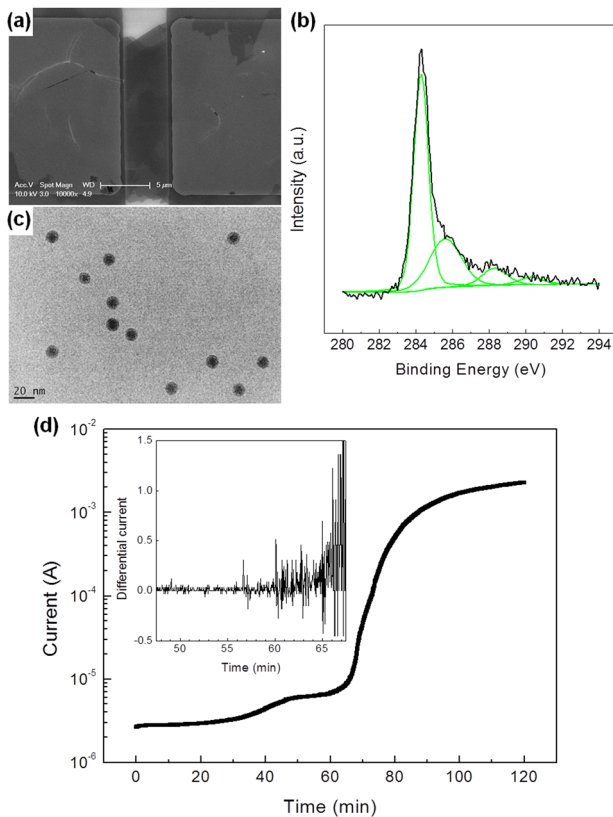 (a)
Acc.V Spot Magn WD 5 µm
10.0 kV 3.0 10000x 4.9
(b)
Intensity (a.u.)
280 282 284 286 288 290 292 294
Binding Energy (eV)
(c)
20 nm
(d)
10⁻²
10⁻³
10⁻⁴
10⁻⁵
10⁻⁶
Current (A)
0 20 40 60 80 100 120
Time (min)
1.5
1.0
0.5
0.0
-0.5
Differential current
50 55 60 65
Time (min)